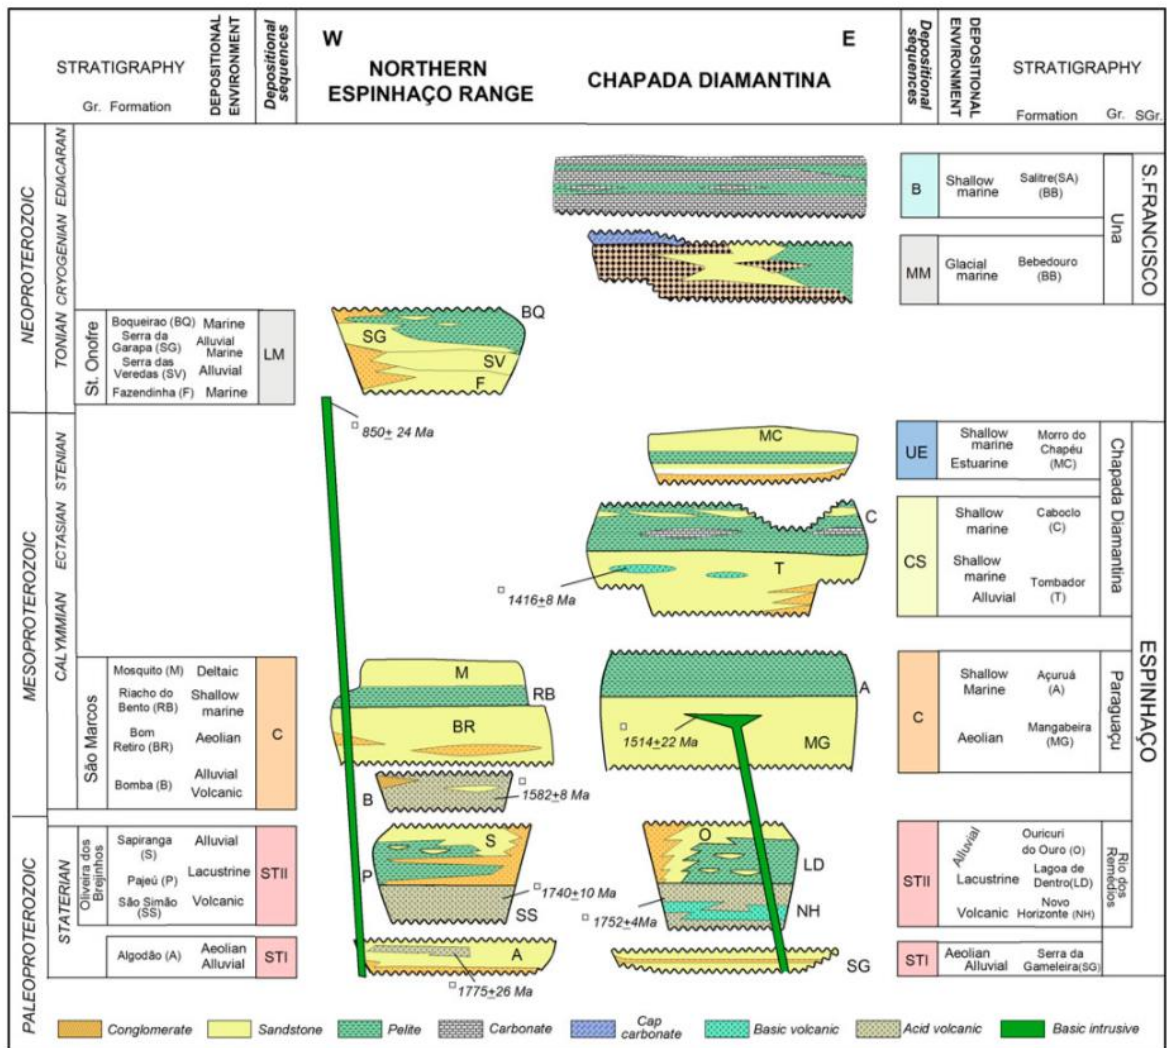 W
E
STRATIGRAPHY
Gr. Formation
DEPOSITIONAL
ENVIRONMENT
Depositional
sequences
NORTHERN
ESPINHAÇO RANGE
CHAPADA DIAMANTINA
Depositional
sequences
DEPOSITIONAL
ENVIRONMENT
STRATIGRAPHY
Formation
Gr. SGr.
NEOPROTEROZOIC
TONIAN CRYOGENIAN EDIACARAN
B
Shallow
marine
Salitre(SA)
(BB)
MM
Glacial
marine
Bebedouro
(BB)
Una
S.FRANCISCO
St. Onofre
Boqueirao (BQ) Marine
Serra da
Garapa (SG)
Alluvial
Marine
Serra das
Veredas (SV)
Alluvial
Fazendinha (F) Marine
LM
BQ
SG
SV
F
850+ 24 Ma
MESOPROTEROZOIC
CALYMMIAN ECTASIAN STENIAN
MC
UE
Shallow
marine
Estuarine
Morro do
Chapéu
(MC)
C
T
1416+8 Ma
CS
Shallow
marine
Caboclo
(C)
Shallow
marine
Alluvial
Tombador
(T)
Chapada Diamantina
São Marcos
Mosquito (M) Deltaic
Riacho do
Bento (RB)
Shallow
marine
Bom
Retiro (BR)
Aeolian
Bomba (B)
Alluvial
Volcanic
C
M
RB
BR
B
1582+8 Ma
A
MG
1514+22 Ma
C
Shallow
Marine
Açuruá
(A)
Aeolian
Mangabeira
(MG)
Paraguaçu
ESPINHAÇO
PALEOPROTEROZOIC
STATERIAN
Oliveira dos
Brejinhos
Sapiranga
(S)
Alluvial
Pajeú (P)
Lacustrine
São Simão
(SS)
Volcanic
STII
S
P
SS
1740+10 Ma
O
LD
NH
1752+4Ma
STII
Alluvial
Ouricuri
do Ouro (O)
Lacustrine
Lagoa de
Dentro(LD)
Volcanic
Novo
Horizonte (NH)
Rio dos
Remédios
Algodão (A)
Aeolian
Alluvial
STI
A
1775+26 Ma
SG
STI
Aeolian
Alluvial
Serra da
Gameleira(SG)
Conglomerate
Sandstone
Pelite
Carbonate
Cap
carbonate
Basic volcanic
Acid volcanic
Basic intrusive